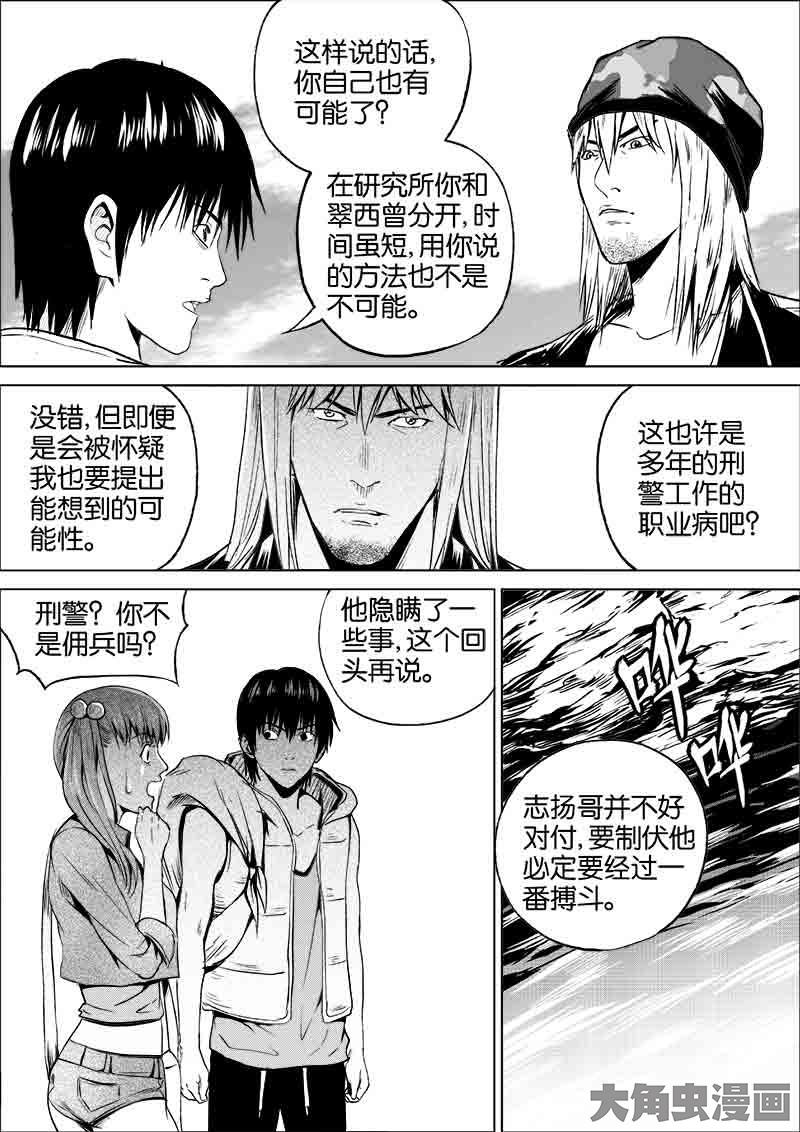 这样说的话,
你自己也有
可能了？
在研究所你和
翠西曾分开,时
间虽短,用你说
的方法也不是
不可能。
没错,但即便
是会被怀疑
我也要提出
能想到的可
能性。
这也许是
多年的刑
警工作的
职业病吧？
刑警？你不
是佣兵吗？
他隐瞒了一
些事,这个回
头再说。
哗
哗
志扬哥并不好
对付,要制伏他
必定要经过一
番搏斗。
大角虫漫画